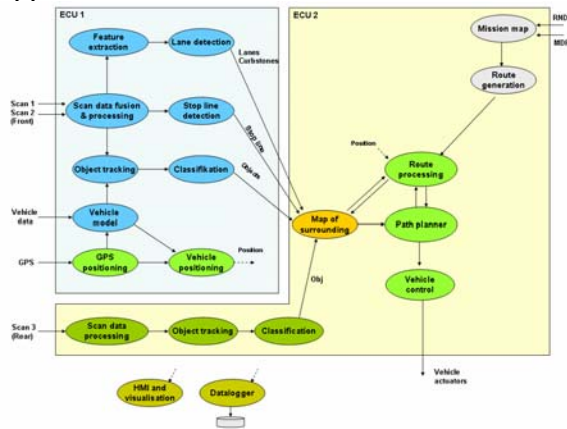 ECU 1
ECU 2
Feature
extraction
Lane detection
Lanes
Curbstones
Mission map
RND
MDF
Route
generation
Scan 1
Scan 2
(Front)
Scan data fusion
& processing
Stop line
detection
Stop line
Position
Route
processing
Object tracking
Classifikation
Objects
Vehicle
data
Vehicle
model
Map of
surrounding
Path planner
GPS
GPS
positioning
Vehicle
positioning
Position
Vehicle
control
Obj
Scan 3
(Rear)
Scan data
processing
Object tracking
Classification
Vehicle
actuators
HMI and
visualisation
Datalogger